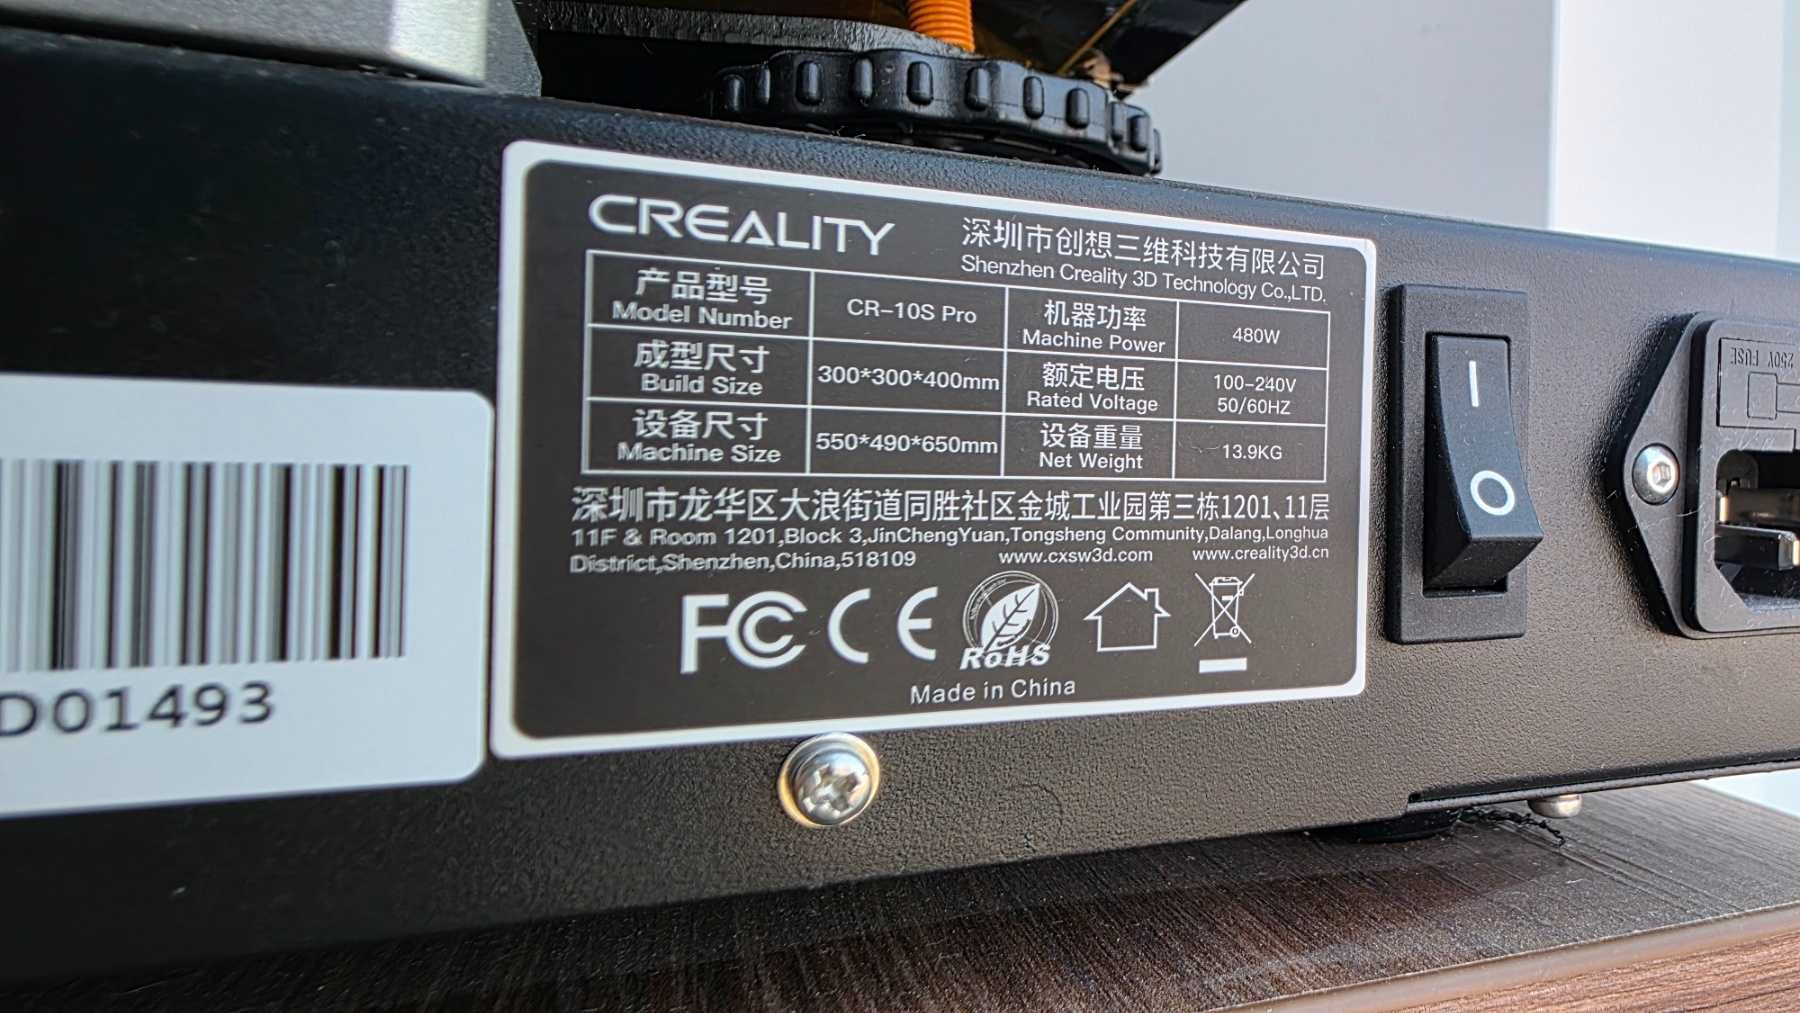 CREALITY
深圳市创想三维科技有限公司
Shenzhen Creality 3D Technology Co.,LTD.
产品型号
Model Number
CR-10S Pro
机器功率
Machine Power
480W
成型尺寸
Build Size
300*300*400mm
额定电压
Rated Voltage
100-240V
50/60HZ
设备尺寸
Machine Size
550*490*650mm
设备重量
Net Weight
13.9KG
深圳市龙华区大浪街道同胜社区金城工业园第三栋1201、11层
11F & Room 1201,Block 3,JinChengYuan,Tongsheng Community,Dalang,Longhua
District,Shenzhen,China,518109 www.cxsw3d.com www.creality3d.cn
FC CE RoHS
Made in China
D01493
I
O
250V FUSE